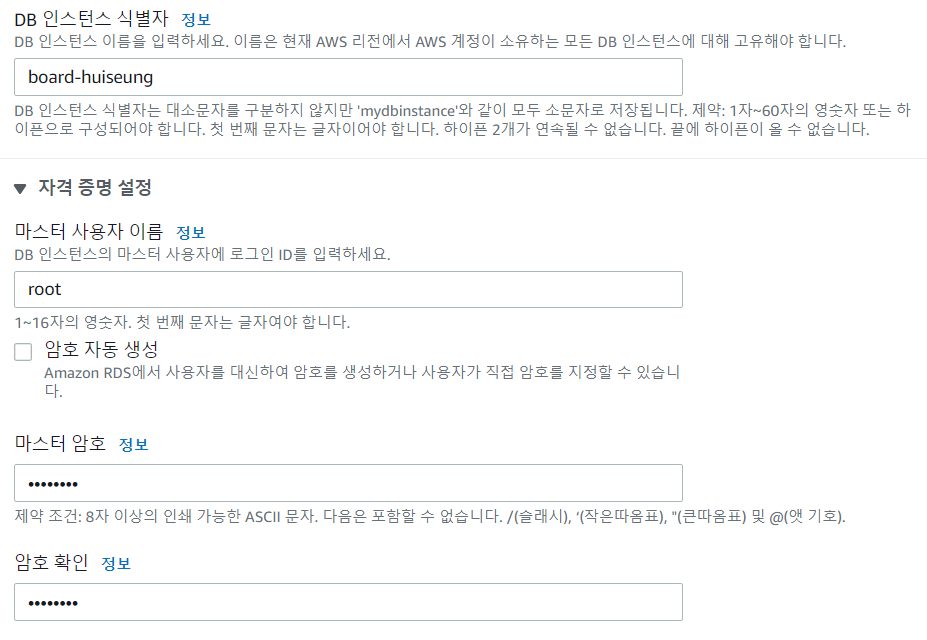 DB 인스턴스 식별자 정보
DB 인스턴스 이름을 입력하세요. 이름은 현재 AWS 리전에서 AWS 계정이 소유하는 모든 DB 인스턴스에 대해 고유해야 합니다.
board-huiseung
DB 인스턴스 식별자는 대소문자를 구분하지 않지만 'mydbinstance'와 같이 모두 소문자로 저장됩니다. 제약: 1자~60자의 영숫자 또는 하
이픈으로 구성되어야 합니다. 첫 번째 문자는 글자이어야 합니다. 하이픈 2개가 연속될 수 없습니다. 끝에 하이픈이 올 수 없습니다.
▼ 자격 증명 설정
마스터 사용자 이름 정보
DB 인스턴스의 마스터 사용자에 로그인 ID를 입력하세요.
root
1~16자의 영숫자. 첫 번째 문자는 글자여야 합니다.
암호 자동 생성
Amazon RDS에서 사용자를 대신하여 암호를 생성하거나 사용자가 직접 암호를 지정할 수 있습니
다.
마스터 암호 정보
••••••••
제약 조건: 8자 이상의 인쇄 가능한 ASCII 문자. 다음은 포함할 수 없습니다. /(슬래시), '(작은따옴표), "(큰따옴표) 및 @(앳 기호).
암호 확인 정보
••••••••